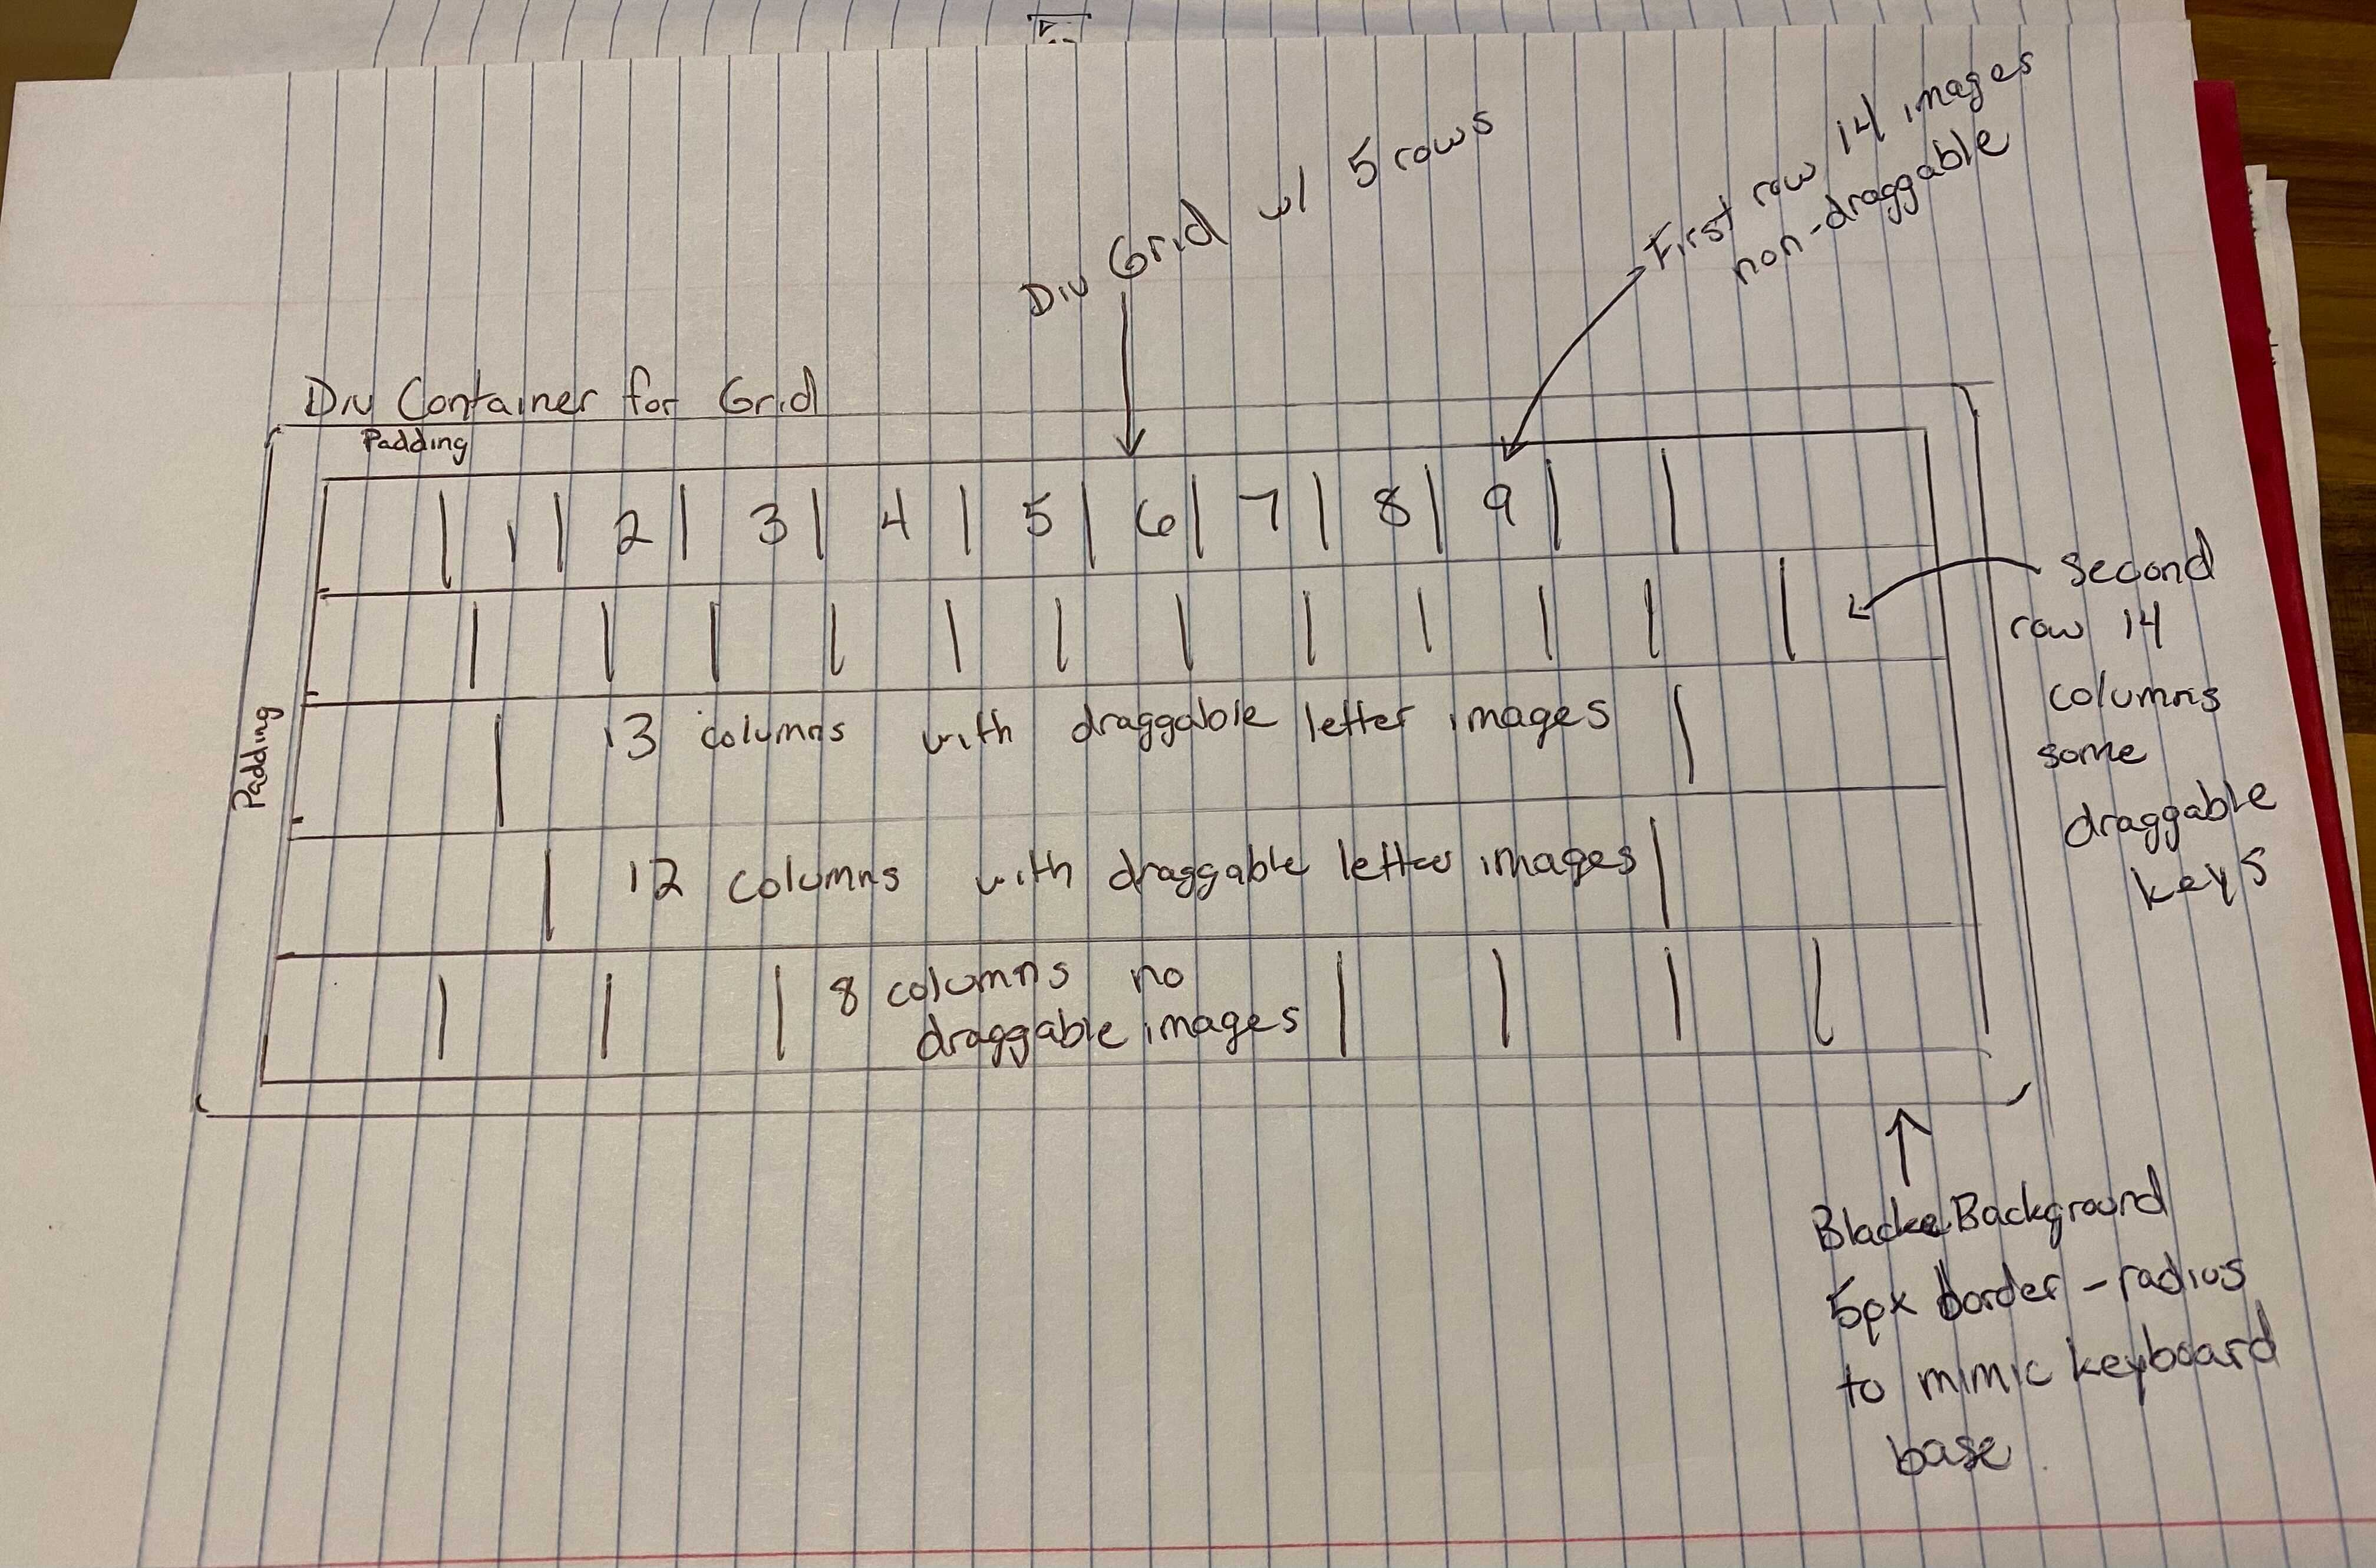 Div Grid w/ 5 rows
First row 14 images
non-draggable
Div Container for Grid
Padding
1 2 3 4 5 6 7 8 9
second
row 14
columns
some
draggable
keys
Padding
13 columns with draggable letter images
12 columns with draggable letter images
8 columns no
draggable images
Black Background
5px border-radius
to mimic keyboard
base.